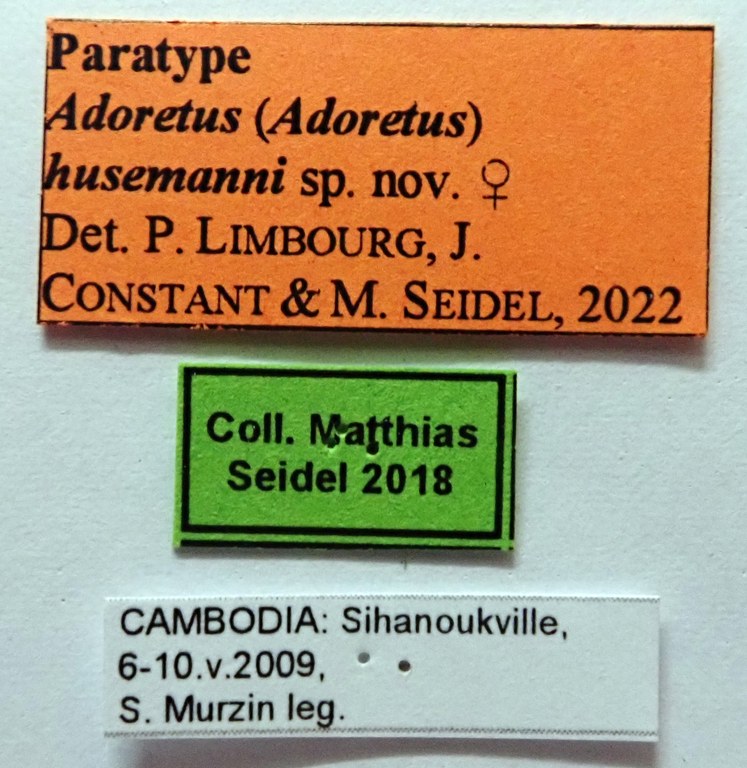 Paratype
Adoretus (Adoretus)
husemanni sp. nov. ♀
Det. P. LIMBOURG, J.
CONSTANT & M. SEIDEL, 2022
Coll. Matthias
Seidel 2018
CAMBODIA: Sihanoukville,
6-10.v.2009,
S. Murzin leg.